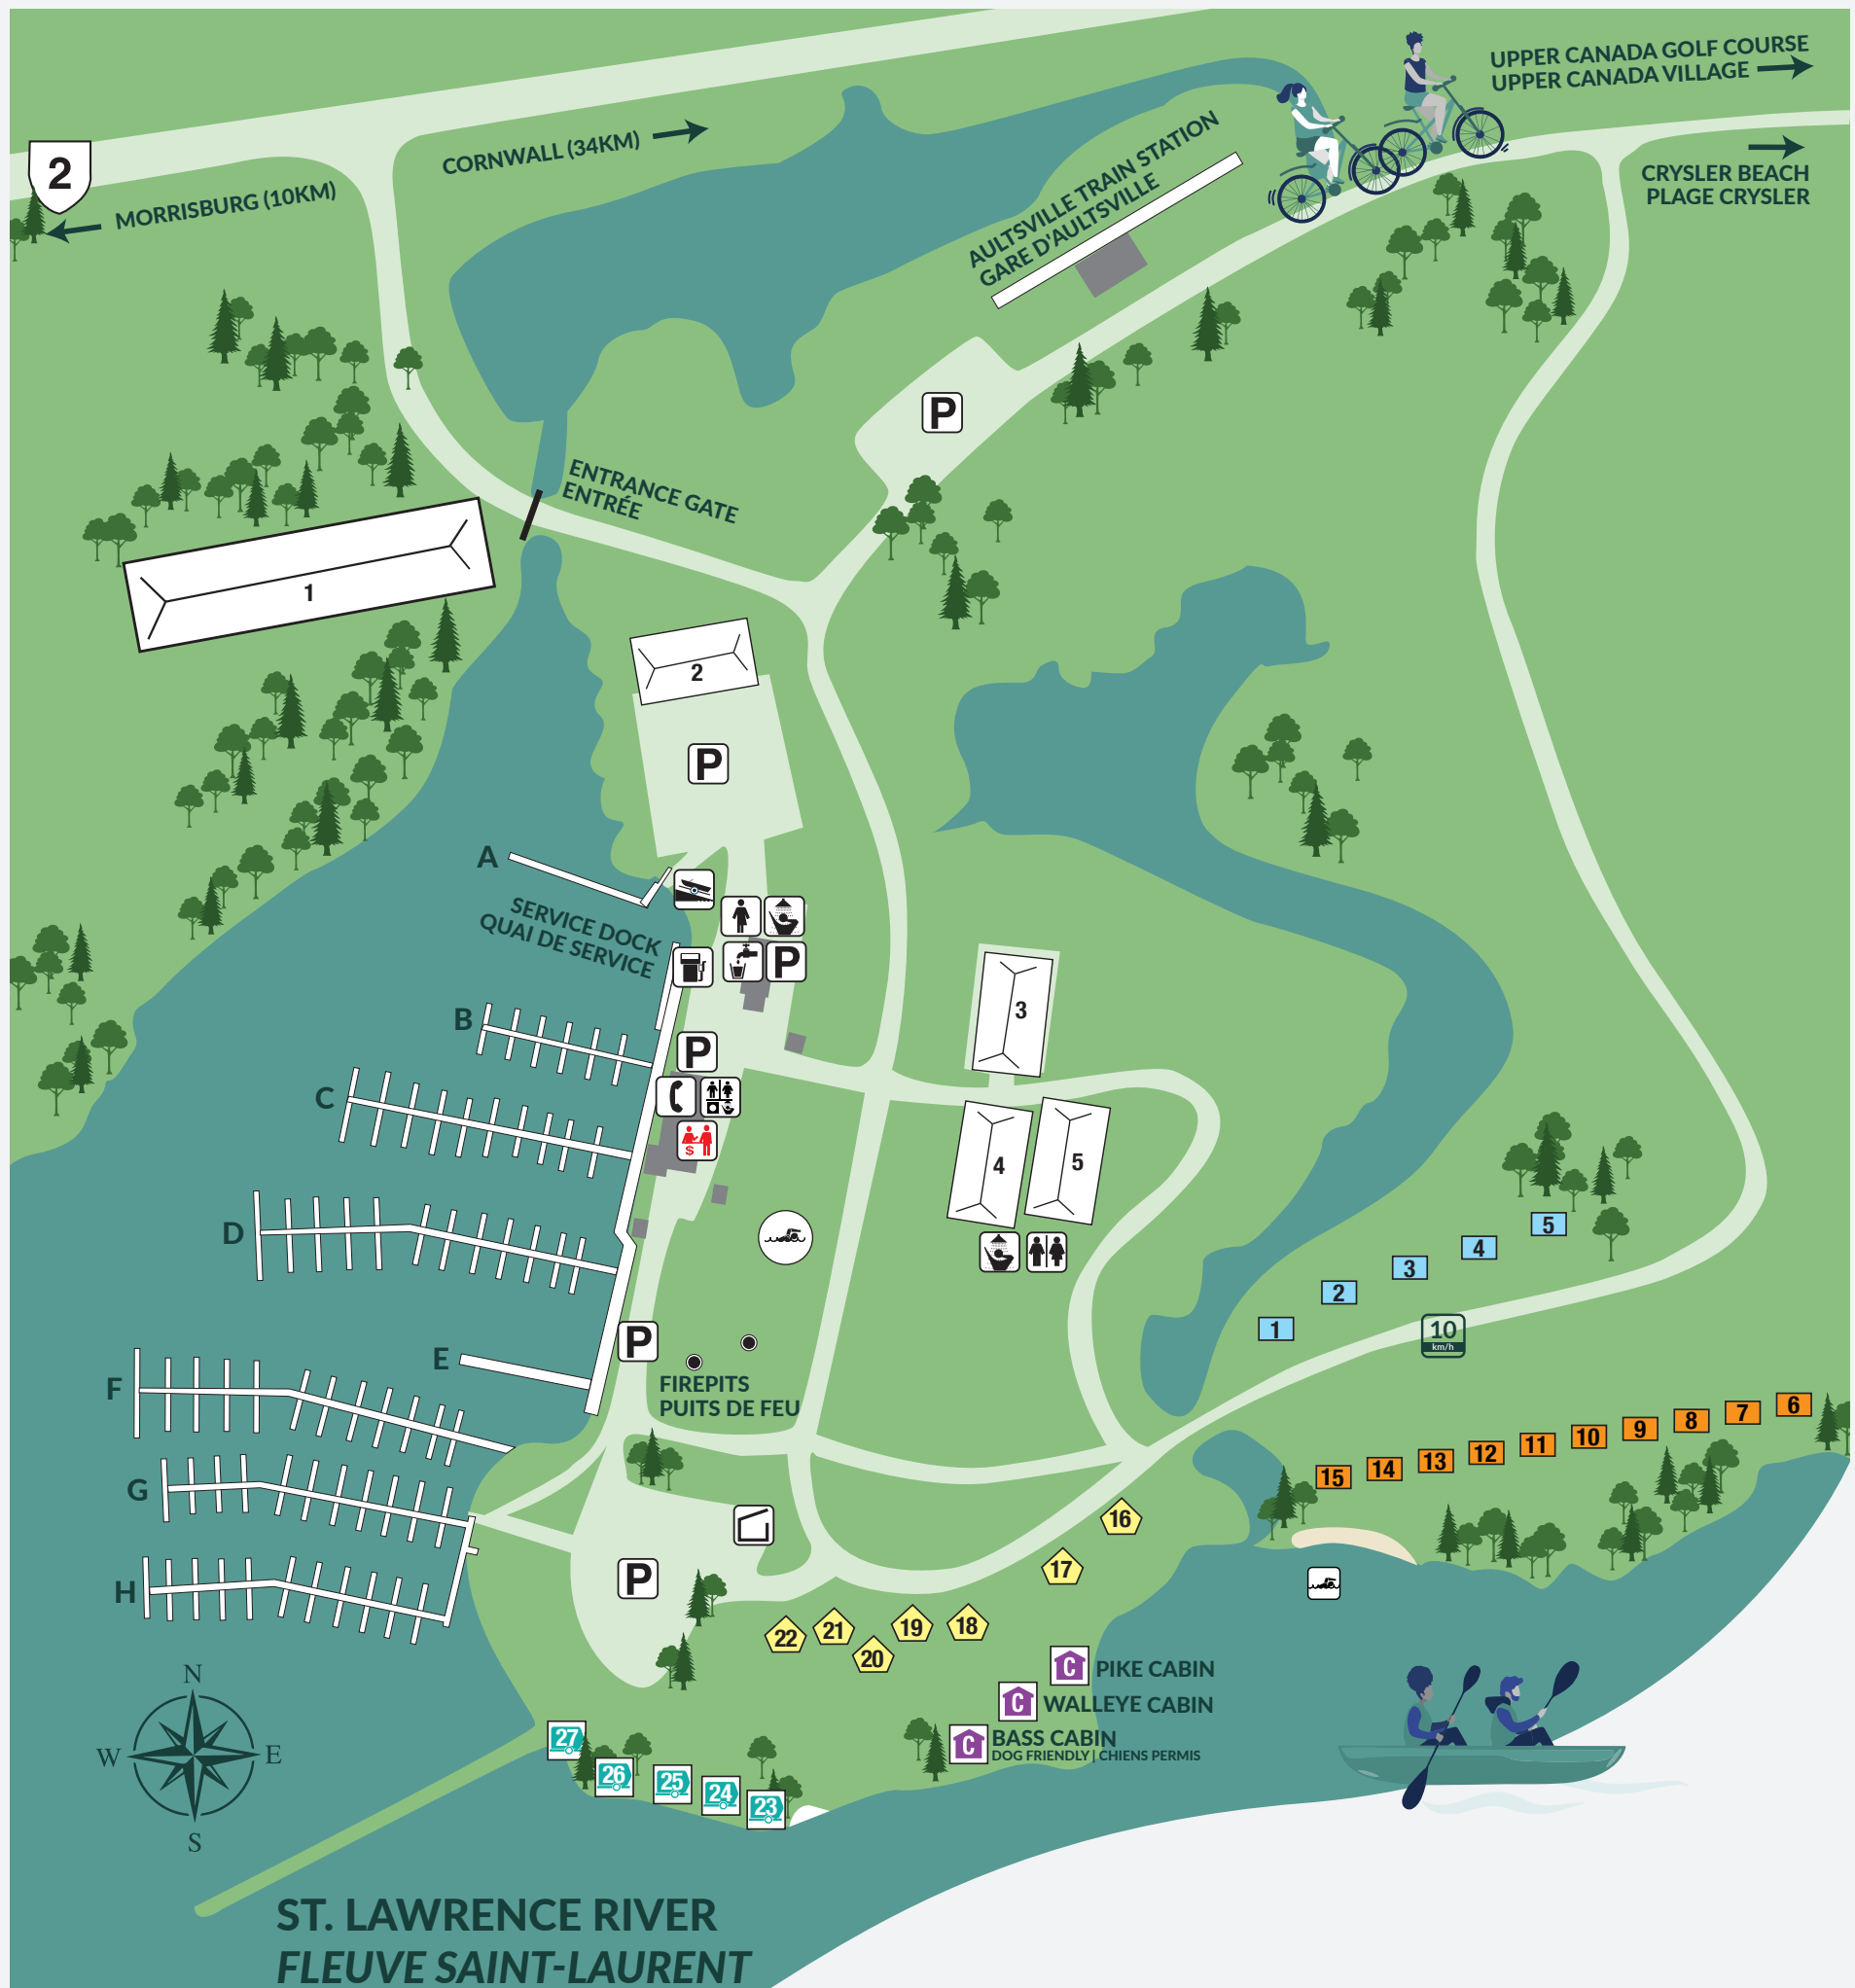 UPPER CANADA GOLF COURSE
UPPER CANADA VILLAGE
CORNWALL (34KM)
2
MORRISBURG (10KM)
AULTSVILLE TRAIN STATION
GARE D'AULTSVILLE
CRYSLER BEACH
PLAGE CRYSLER
P
ENTRANCE GATE
ENTRÉE
1
2
P
A
SERVICE DOCK
QUAI DE SERVICE
P
B
3
P
C
$
4
5
D
5
4
3
2
1
10
km/h
P
E
F
FIREPITS
PUITS DE FEU
6
7
8
9
10
11
12
13
14
15
G
16
17
P
H
18
19
20
21
22
C PIKE CABIN
C WALLEYE CABIN
C BASS CABIN
DOG FRIENDLY | CHIENS PERMIS
27
26
25
24
23
N
W
E
S
ST. LAWRENCE RIVER
FLEUVE SAINT-LAURENT